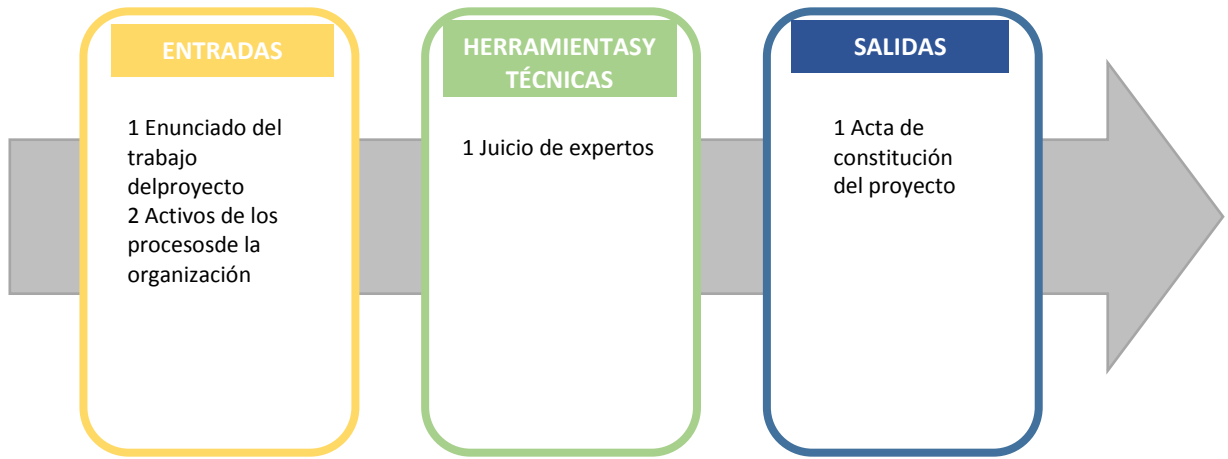 ENTRADAS
1 Enunciado del
trabajo
delproyecto
2 Activos de los
procesosde la
organización
HERRAMIENTASY
TÉCNICAS
1 Juicio de expertos
SALIDAS
1 Acta de
constitución
del proyecto